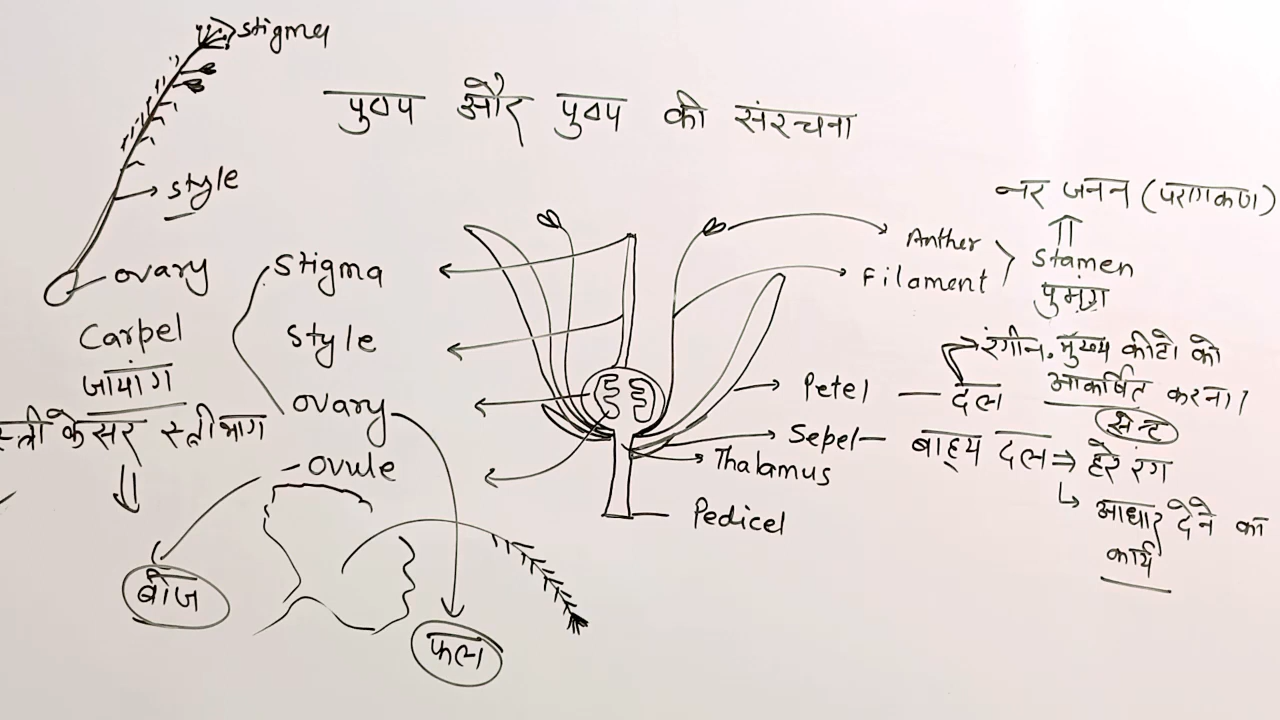 stigma
पुष्प और पुष्प की संरचना
style
ovary
Carpel
जायांग
स्त्रीकेसर स्त्रीभाग
बीज
Stigma
Style
ovary
ovule
फल
नर जनन (परागकण)
Anther
Filament
Stamen
पुमंग
Petel — दल
रंगीन. मुख्य कीटो को
आकर्षित करना।
सेन्ट
Sepel — बाह्य दल ⇒ हरे रंग
आधार देने का
कार्य
Thalamus
Pedicel